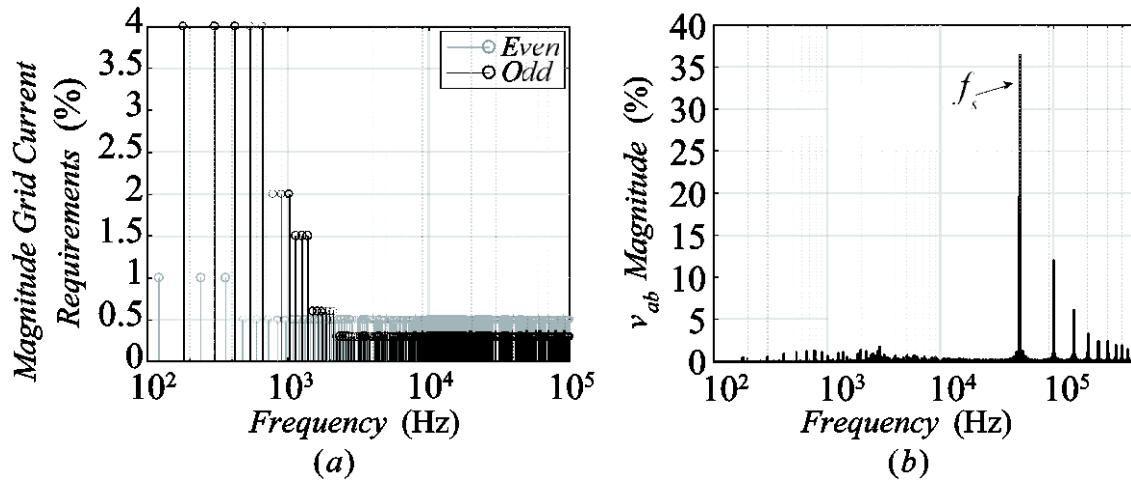 Magnitude Grid Current
Requirements (%)
4
3.5
3
2.5
2
1.5
1
0.5
0
10² 10³ 10⁴ 10⁵
Frequency (Hz)
(a)
Even
Odd
v_ab Magnitude (%)
40
35
30
25
20
15
10
5
0
10² 10³ 10⁴ 10⁵
Frequency (Hz)
(b)
f_s